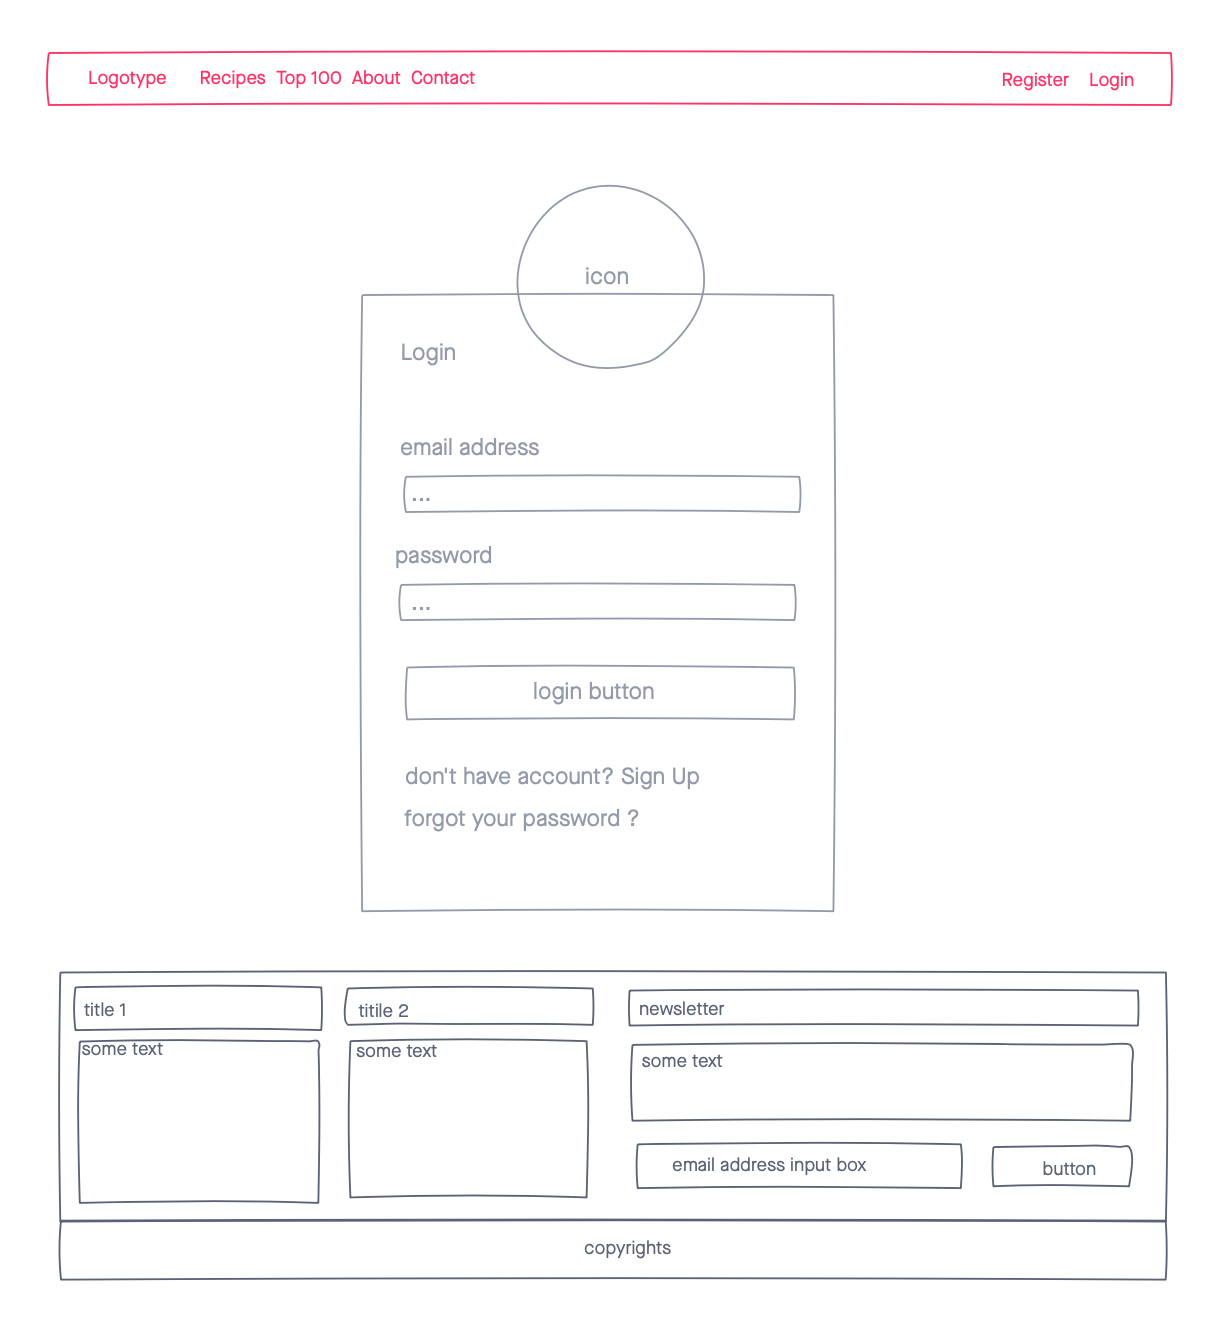 Logotype Recipes Top 100 About Contact Register Login
icon
Login
email address
...
password
...
login button
don't have account? Sign Up
forgot your password ?
title 1
some text
titile 2
some text
newsletter
some text
email address input box
button
copyrights